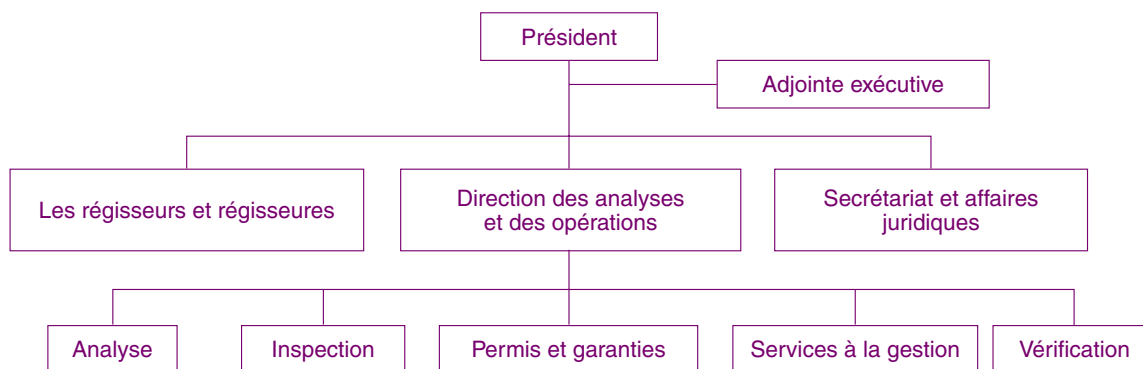 Président
Adjointe exécutive
Les régisseurs et régisseures
Direction des analyses
et des opérations
Secrétariat et affaires
juridiques
Analyse
Inspection
Permis et garanties
Services à la gestion
Vérification